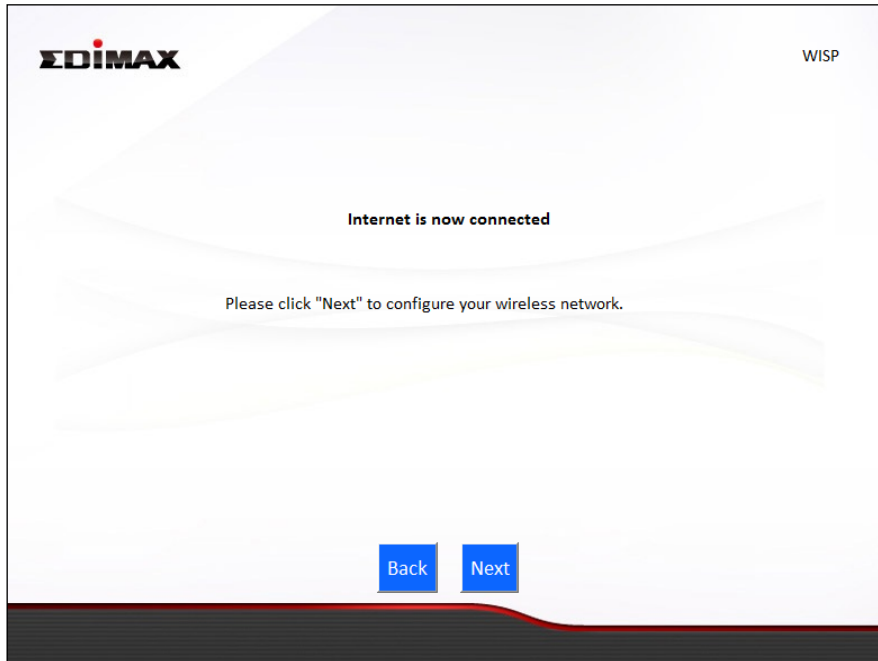 EDIMAX
WISP
Internet is now connected
Please click "Next" to configure your wireless network.
Back
Next